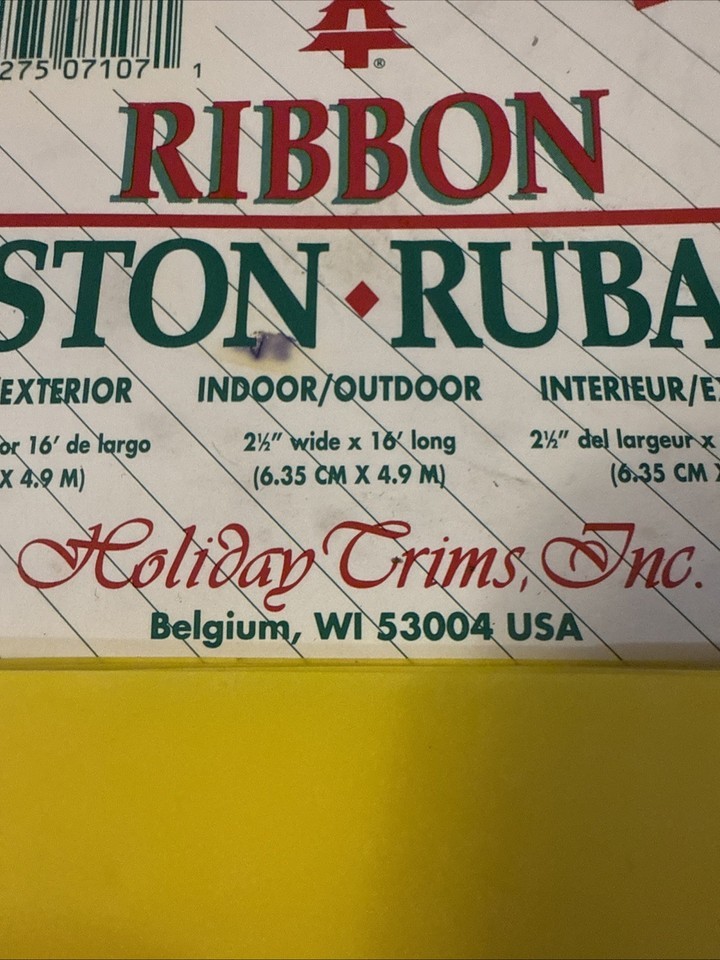 275 07107 1
®
RIBBON
STON ♦ RUBA
EXTERIOR INDOOR/OUTDOOR INTERIEUR/E
or 16' de largo 2½" wide x 16' long 2½" del largeur x
X 4.9 M) (6.35 CM X 4.9 M) (6.35 CM X
Holiday Trims, Inc.
Belgium, WI 53004 USA